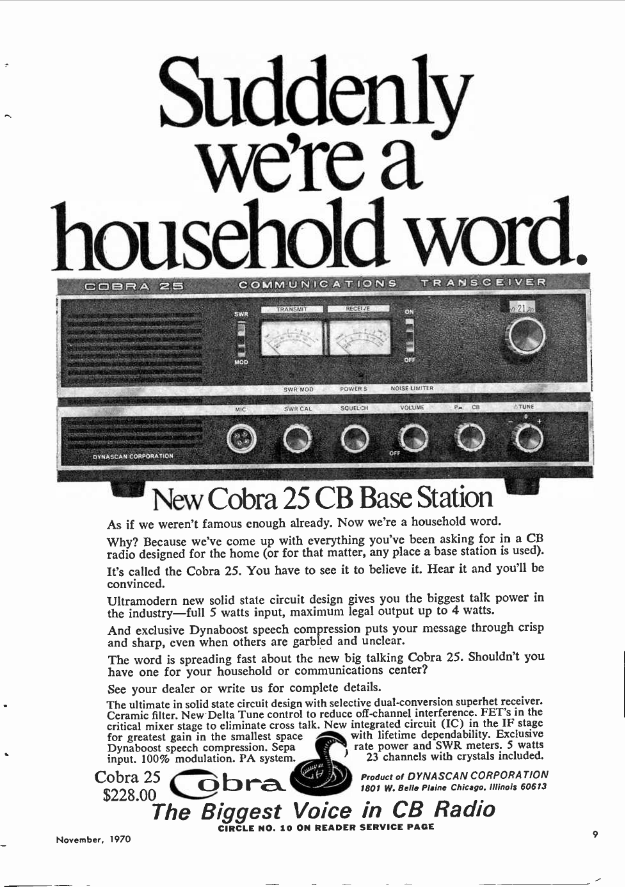 Suddenly
we're a
household word.
COBRA 25 COMMUNICATIONS TRANSCEIVER
TRANSMIT RECEIVE
SWR ON
21
MOD OFF
SWR MOD POWER S NOISE LIMITER
MIC SWR CAL SQUELCH VOLUME CB TUNE
- 0 +
OFF
DYNASCAN CORPORATION
New Cobra 25 CB Base Station
As if we weren't famous enough already. Now we're a household word.
Why? Because we've come up with everything you've been asking for in a CB
radio designed for the home (or for that matter, any place a base station is used).
It's called the Cobra 25. You have to see it to believe it. Hear it and you'll be
convinced.
Ultramodern new solid state circuit design gives you the biggest talk power in
the industry—full 5 watts input, maximum legal output up to 4 watts.
And exclusive Dynaboost speech compression puts your message through crisp
and sharp, even when others are garbled and unclear.
The word is spreading fast about the new big talking Cobra 25. Shouldn't you
have one for your household or communications center?
See your dealer or write us for complete details.
The ultimate in solid state circuit design with selective dual-conversion superhet receiver.
Ceramic filter. New Delta Tune control to reduce off-channel interference. FET's in the
critical mixer stage to eliminate cross talk. New integrated circuit (IC) in the IF stage
for greatest gain in the smallest space with lifetime dependability. Exclusive
Dynaboost speech compression. Sepa rate power and SWR meters. 5 watts
input. 100% modulation. PA system. 23 channels with crystals included.
Cobra 25
$228.00
Cobra
Product of DYNASCAN CORPORATION
1801 W. Belle Plaine Chicago, Illinois 60613
The Biggest Voice in CB Radio
CIRCLE NO. 10 ON READER SERVICE PAGE
November, 1970 9